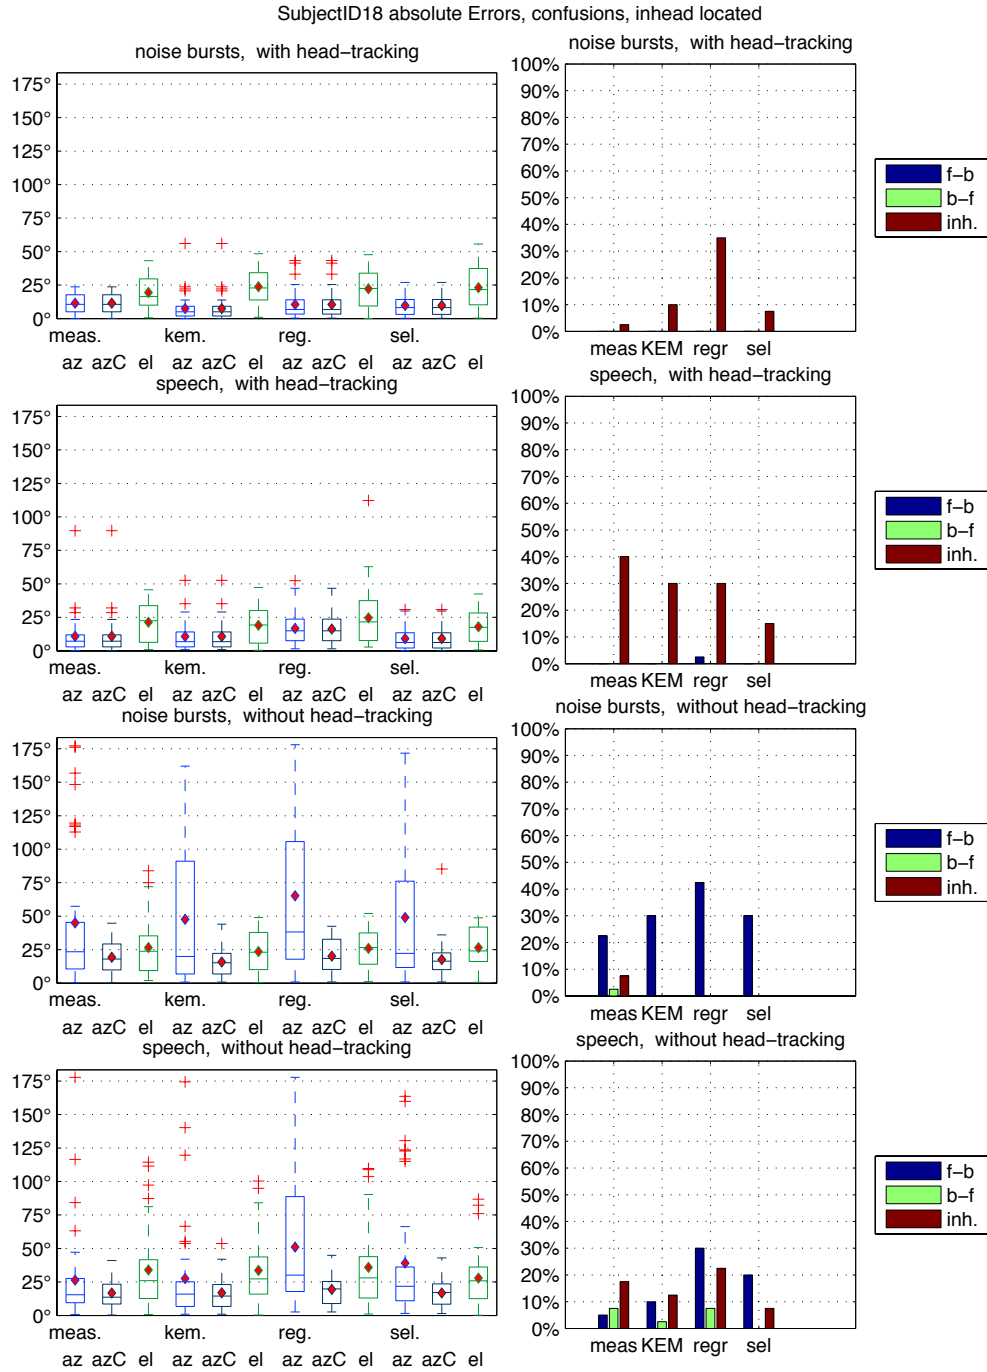 SubjectID18 absolute Errors, confusions, inhead located
noise bursts, with head−tracking
175°
150°
125°
100°
75°
50°
25°
0°
meas. kem. reg. sel.
az azC el az azC el az azC el az azC el
noise bursts, with head−tracking
100%
90%
80%
70%
60%
50%
40%
30%
20%
10%
0%
meas KEM regr sel
f−b
b−f
inh.
speech, with head−tracking
175°
150°
125°
100°
75°
50°
25°
0°
meas. kem. reg. sel.
az azC el az azC el az azC el az azC el
speech, with head−tracking
100%
90%
80%
70%
60%
50%
40%
30%
20%
10%
0%
meas KEM regr sel
f−b
b−f
inh.
noise bursts, without head−tracking
175°
150°
125°
100°
75°
50°
25°
0°
meas. kem. reg. sel.
az azC el az azC el az azC el az azC el
noise bursts, without head−tracking
100%
90%
80%
70%
60%
50%
40%
30%
20%
10%
0%
meas KEM regr sel
f−b
b−f
inh.
speech, without head−tracking
175°
150°
125°
100°
75°
50°
25°
0°
meas. kem. reg. sel.
az azC el az azC el az azC el az azC el
speech, without head−tracking
100%
90%
80%
70%
60%
50%
40%
30%
20%
10%
0%
meas KEM regr sel
f−b
b−f
inh.